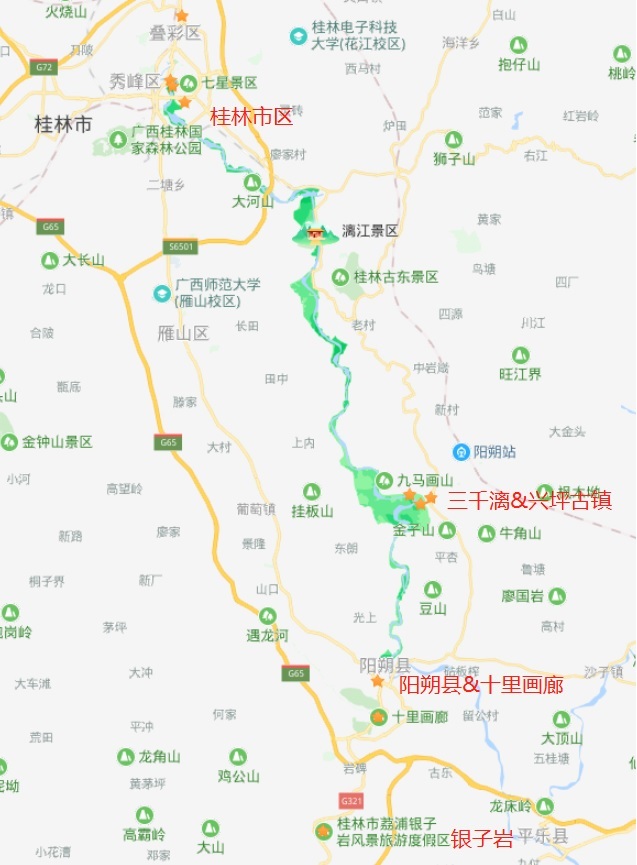 火烧山
叠彩区
桂林电子科技
大学(花江校区)
白山
海洋乡
抱仔山
桃岭
丹陵
G72
秀峰区
七星景区
西马村
桂林市
桂林市区
广西桂林国
家森林公园
炉田
范家
红岩岭
狮子山
右江
廖家村
二塘乡
大河山
G65
S6501
漓江景区
黄家
大长山
龙口
广西师范大学
(雁山校区)
桂林古东景区
乌塘
四厂
合陂
雁山区
长田
老村
四源
川江
旺江界
甑底
滕家
田中
中岩崴
新村
金钟山景区
G65
大村
上内
大金头
阳朔站
小河
高望岭
葡萄镇
挂板山
九马画山
枫木坳
三千漓&兴坪古镇
新路
廖家
景隆
东朗
金子山
牛角山
平杏
桐子界
新厂
山口
豆山
鲁塘
廖国岩
茅坪
遇龙河
光上
高村
大冲
G65
阳朔县
阳朔县&十里画廊
沙子镇
大车滩
何家
十里画廊
留公村
大顶山
荒田
平冲
龙角山
鸡公山
五桂塘
黄茅坪
岩碑
古乐
G321
龙床岭
高霸岭
大山
桂林市荔浦银子
岩风景旅游度假区
银子岩
平乐县
小花漕
邓家